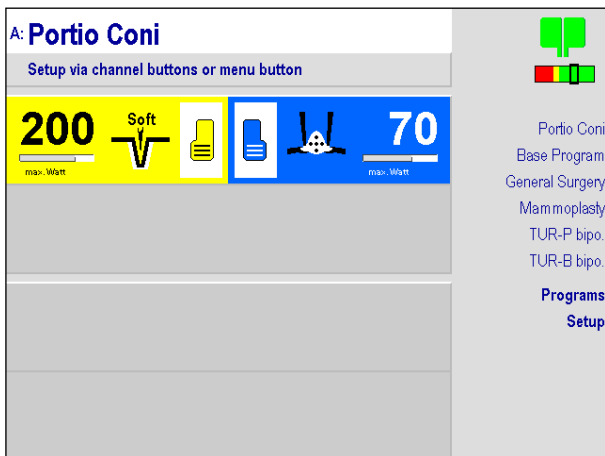 A: Portio Coni
Setup via channel buttons or menu button
200 Soft 70
max. Watt max. Watt
Portio Coni
Base Program
General Surgery
Mammoplasty
TUR-P bipo.
TUR-B bipo.
Programs
Setup